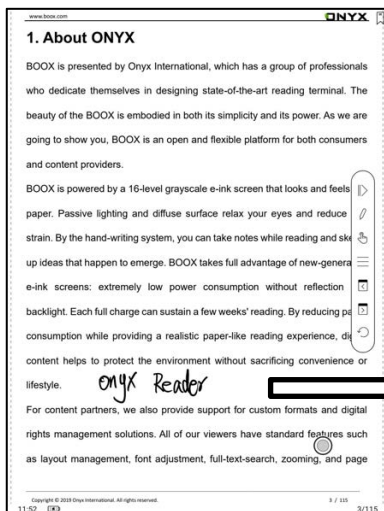 www.boox.com
ONYX
1. About ONYX
BOOX is presented by Onyx International, which has a group of professionals
who dedicate themselves in designing state-of-the-art reading terminal. The
beauty of the BOOX is embodied in both its simplicity and its power. As we are
going to show you, BOOX is an open and flexible platform for both consumers
and content providers.
BOOX is powered by a 16-level grayscale e-ink screen that looks and feels
paper. Passive lighting and diffuse surface relax your eyes and reduce
strain. By the hand-writing system, you can take notes while reading and ske
up ideas that happen to emerge. BOOX takes full advantage of new-genera
e-ink screens: extremely low power consumption without reflection
backlight. Each full charge can sustain a few weeks' reading. By reducing pa
consumption while providing a realistic paper-like reading experience, di
content helps to protect the environment without sacrificing convenience or
lifestyle. onyx Reader
For content partners, we also provide support for custom formats and digital
rights management solutions. All of our viewers have standard features such
as layout management, font adjustment, full-text-search, zooming, and page
Copyright © 2019 Onyx International. All rights reserved. 3 / 115
11:52 3/115